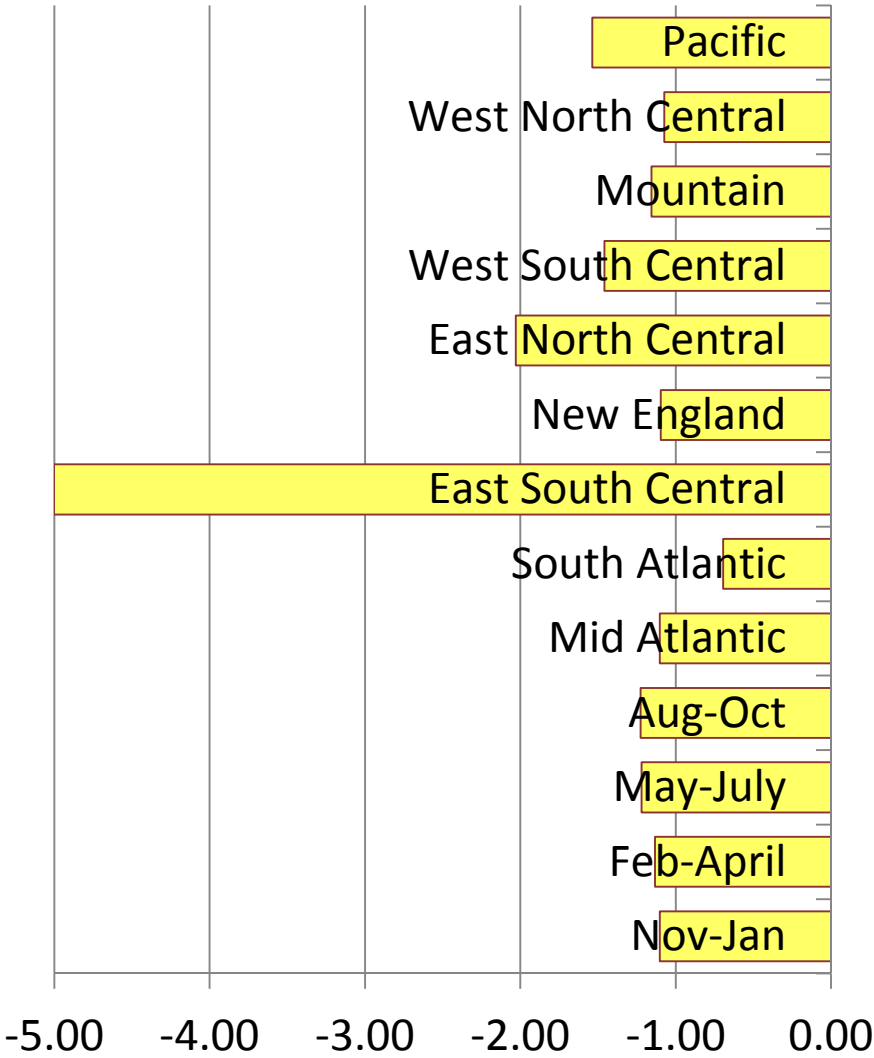 Pacific
West North Central
Mountain
West South Central
East North Central
New England
East South Central
South Atlantic
Mid Atlantic
Aug-Oct
May-July
Feb-April
Nov-Jan
-5.00 -4.00 -3.00 -2.00 -1.00 0.00